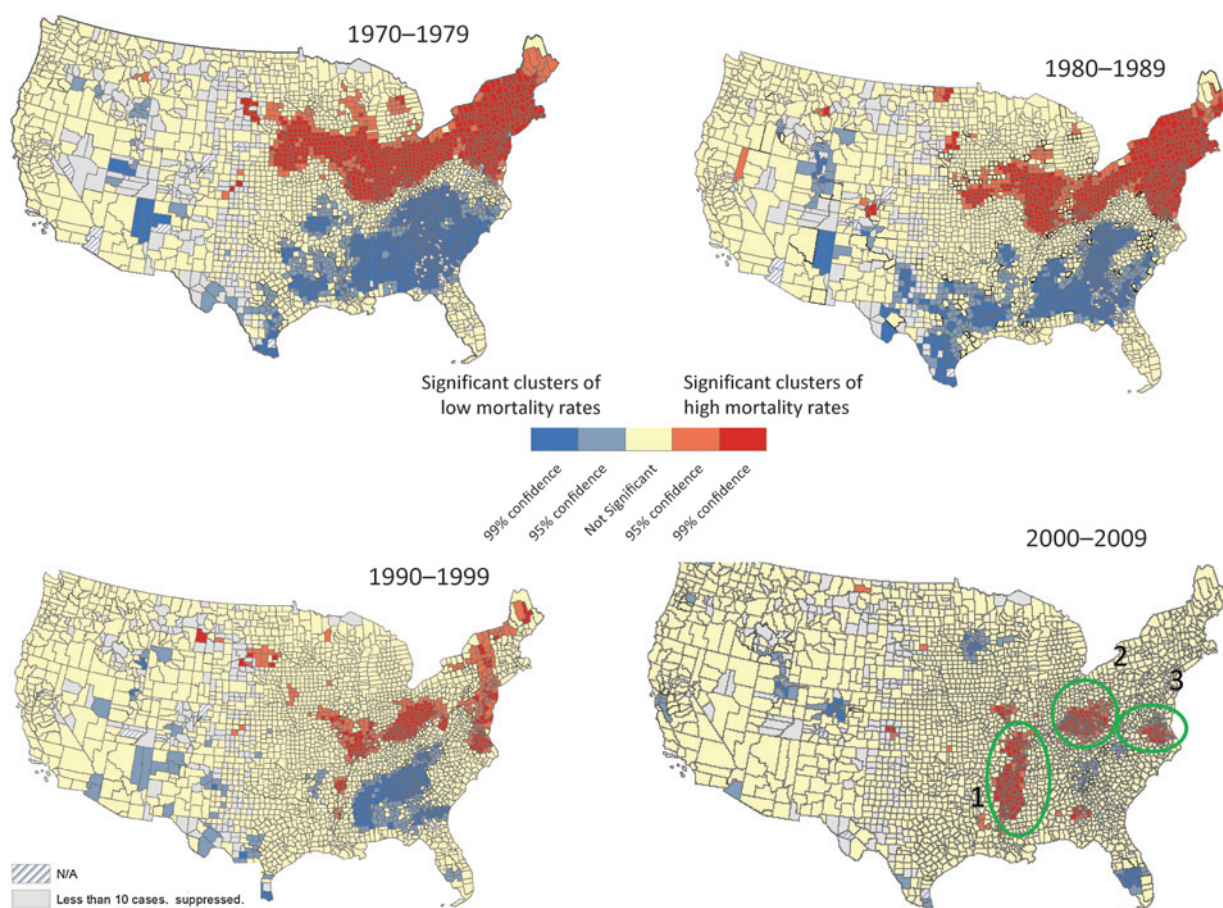 1970–1979
1980–1989
Significant clusters of
low mortality rates
Significant clusters of
high mortality rates
99% confidence
95% confidence
Not Significant
95% confidence
99% confidence
1990–1999
2000–2009
2
3
1
N/A
Less than 10 cases. suppressed.